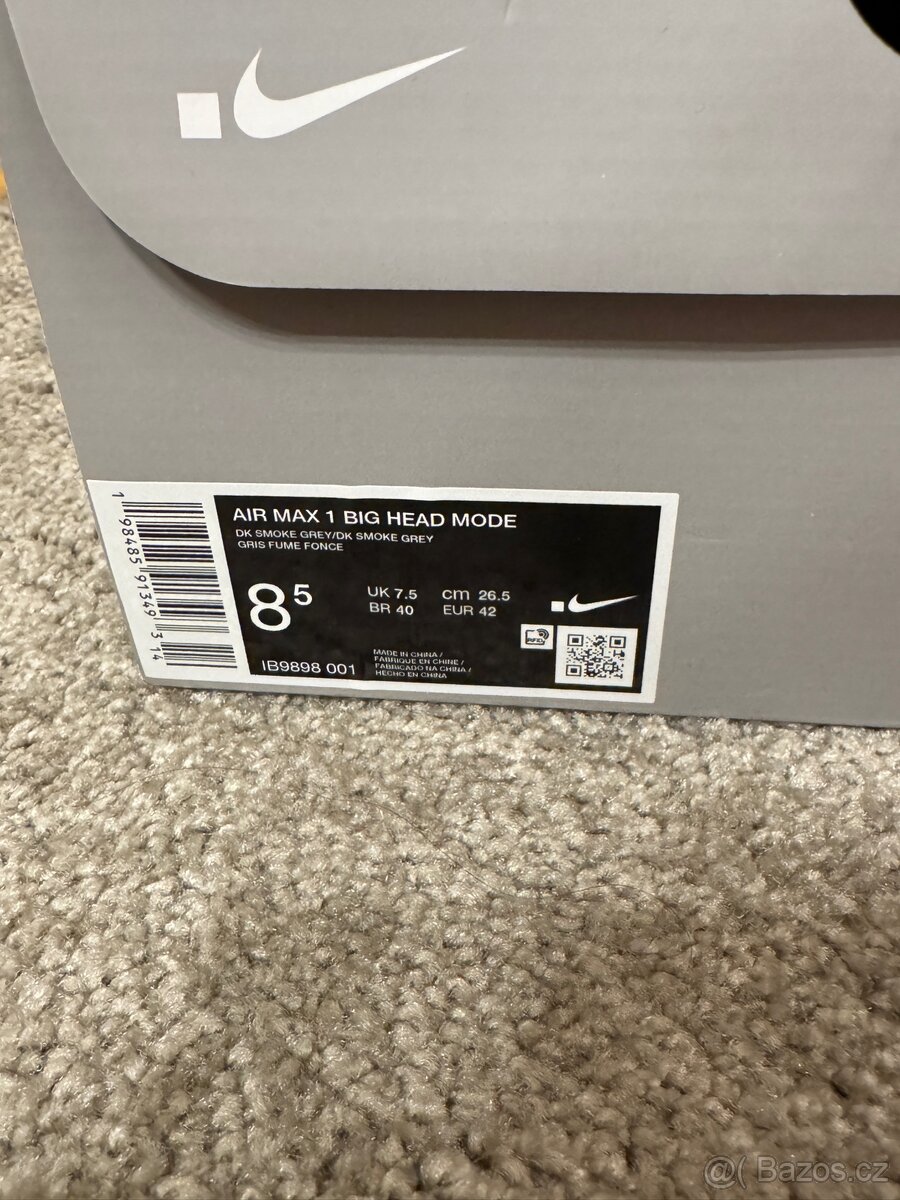 AIR MAX 1 BIG HEAD MODE
DK SMOKE GREY/DK SMOKE GREY
GRIS FUME FONCE
8⁵
UK 7.5 cm 26.5
BR 40 EUR 42
RFID
IB9898 001
MADE IN CHINA /
FABRIQUE EN CHINE /
FABRICADO NA CHINA /
HECHO EN CHINA
1 98485 91349 3 14
@( Bazos.cz